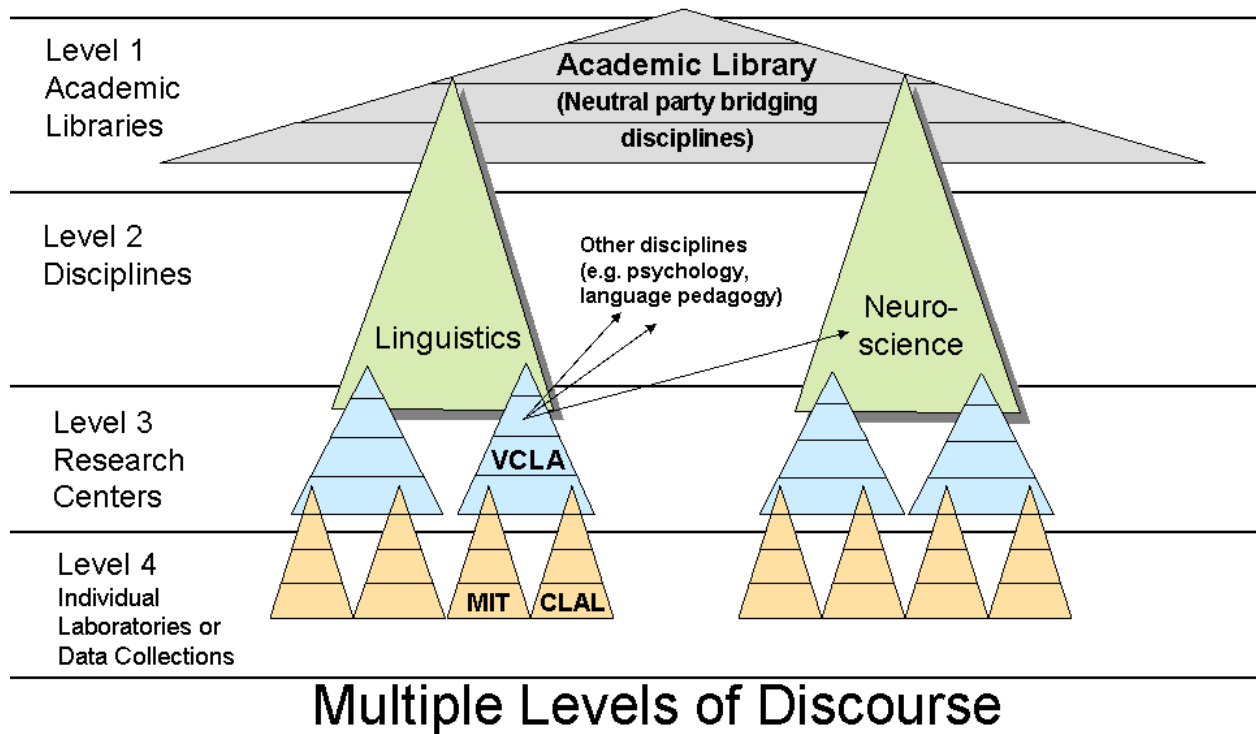 Level 1
Academic
Libraries
Academic Library
(Neutral party bridging
disciplines)
Level 2
Disciplines
Other disciplines
(e.g. psychology,
language pedagogy)
Linguistics
Neuro-
science
Level 3
Research
Centers
VCLA
Level 4
Individual
Laboratories or
Data Collections
MIT
CLAL
Multiple Levels of Discourse